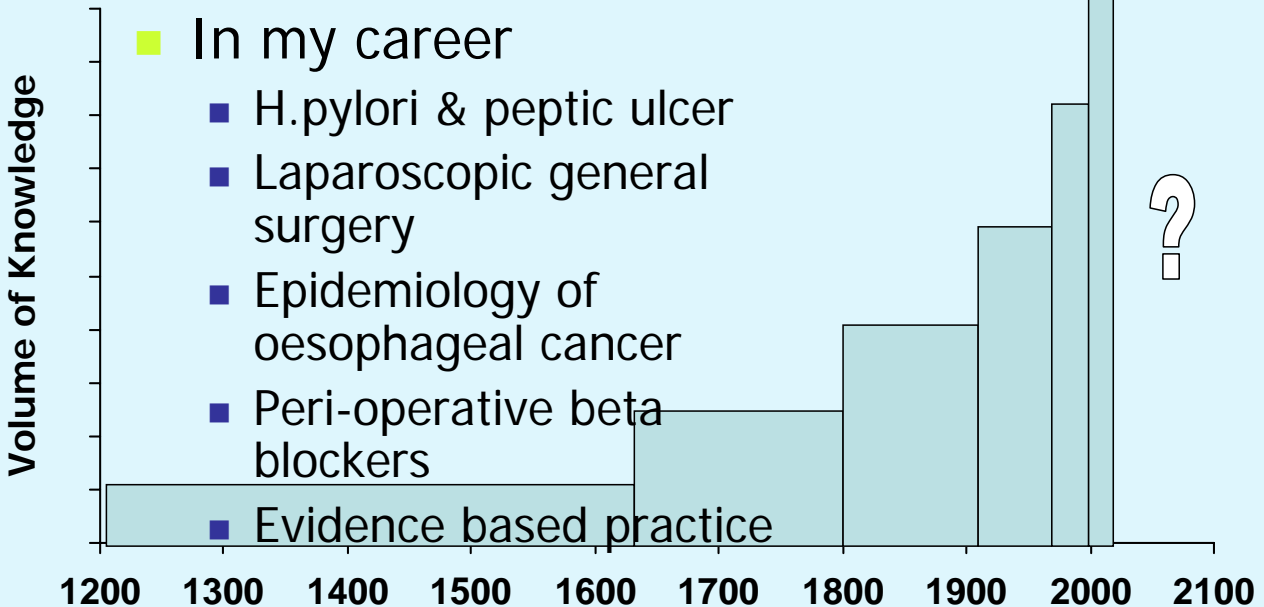 In my career
H.pylori & peptic ulcer
Laparoscopic general
surgery
Epidemiology of
oesophageal cancer
Peri-operative beta
blockers
Evidence based practice
Volume of Knowledge
?
1200 1300 1400 1500 1600 1700 1800 1900 2000 2100